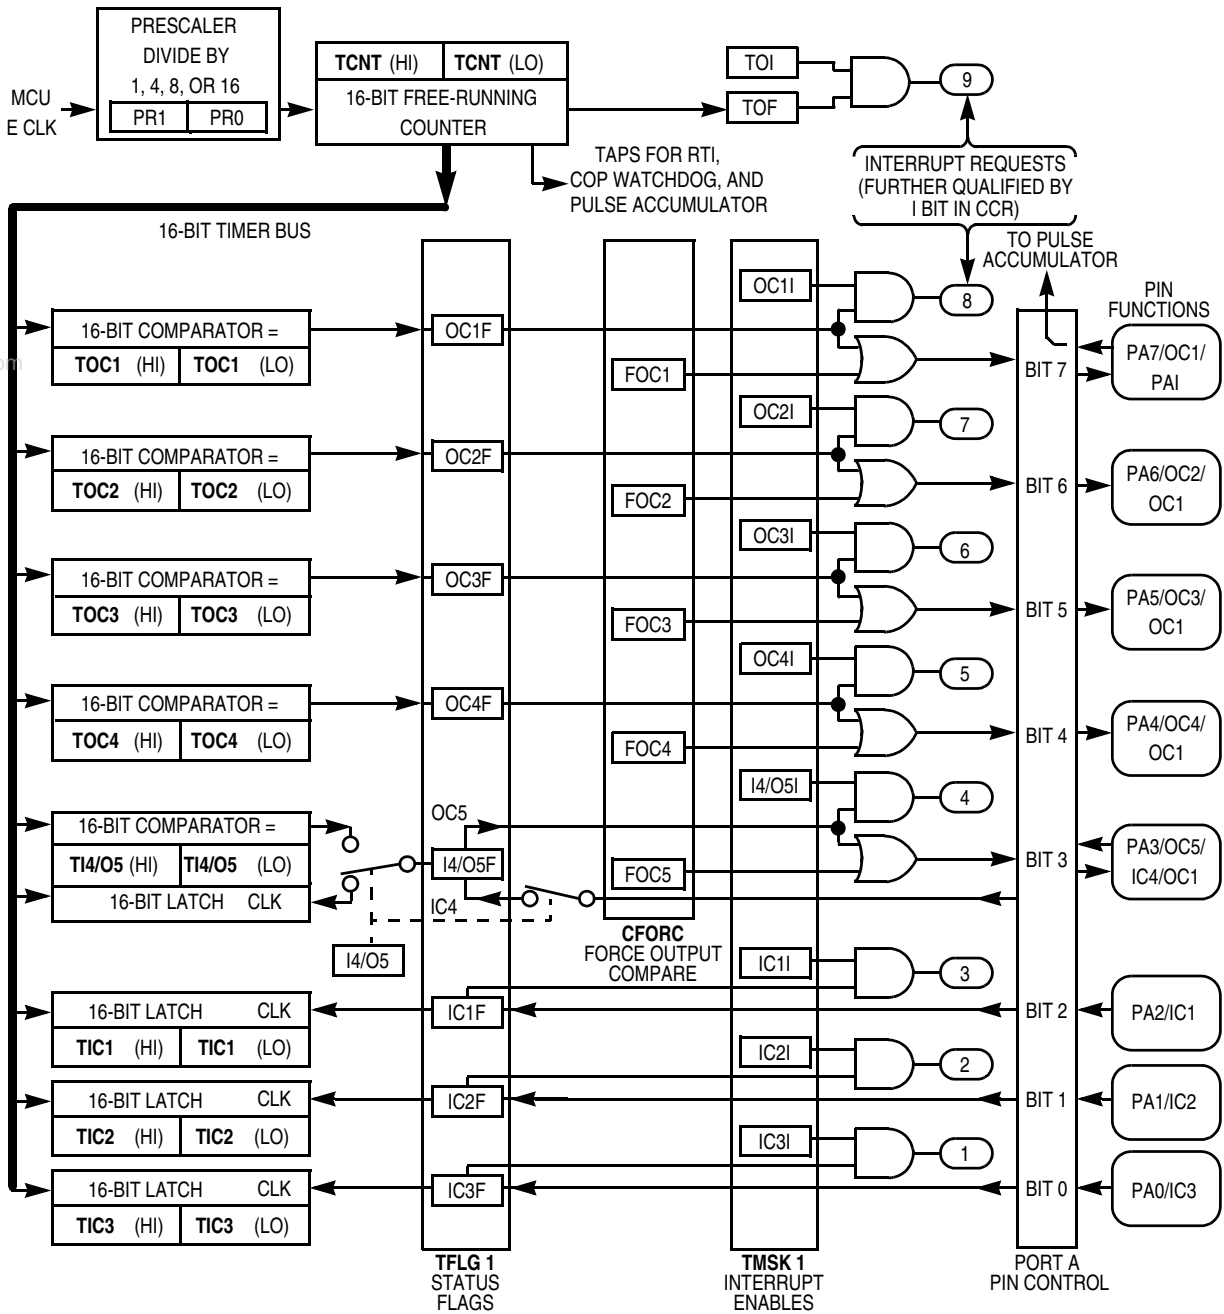 PRESCALER
DIVIDE BY
1, 4, 8, OR 16
PR1 PR0
MCU
E CLK
TCNT (HI) TCNT (LO)
16-BIT FREE-RUNNING
COUNTER
TOI
TOF
9
TAPS FOR RTI,
COP WATCHDOG, AND
PULSE ACCUMULATOR
INTERRUPT REQUESTS
(FURTHER QUALIFIED BY
I BIT IN CCR)
16-BIT TIMER BUS
TO PULSE
ACCUMULATOR
PIN
FUNCTIONS
OC1I
8
16-BIT COMPARATOR =
TOC1 (HI) TOC1 (LO)
OC1F
FOC1
BIT 7
PA7/OC1/
PAI
om
OC2I
7
16-BIT COMPARATOR =
TOC2 (HI) TOC2 (LO)
OC2F
FOC2
BIT 6
PA6/OC2/
OC1
OC3I
6
16-BIT COMPARATOR =
TOC3 (HI) TOC3 (LO)
OC3F
FOC3
BIT 5
PA5/OC3/
OC1
OC4I
5
16-BIT COMPARATOR =
TOC4 (HI) TOC4 (LO)
OC4F
FOC4
BIT 4
PA4/OC4/
OC1
I4/O5I
4
16-BIT COMPARATOR =
TI4/O5 (HI) TI4/O5 (LO)
16-BIT LATCH CLK
OC5
I4/O5F
IC4
FOC5
BIT 3
PA3/OC5/
IC4/OC1
I4/O5
CFORC
FORCE OUTPUT
COMPARE
IC1I
3
16-BIT LATCH CLK
TIC1 (HI) TIC1 (LO)
IC1F
BIT 2
PA2/IC1
IC2I
2
16-BIT LATCH CLK
TIC2 (HI) TIC2 (LO)
IC2F
BIT 1
PA1/IC2
IC3I
1
16-BIT LATCH CLK
TIC3 (HI) TIC3 (LO)
IC3F
BIT 0
PA0/IC3
TFLG 1
STATUS
FLAGS
TMSK 1
INTERRUPT
ENABLES
PORT A
PIN CONTROL